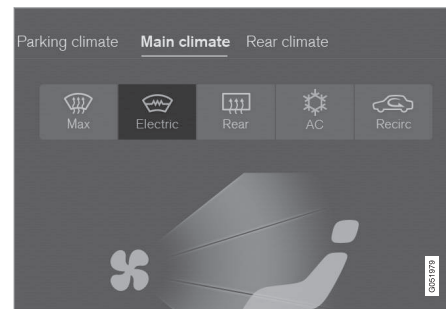 Parking climate Main climate Rear climate
Max Electric Rear AC Recirc
G051979